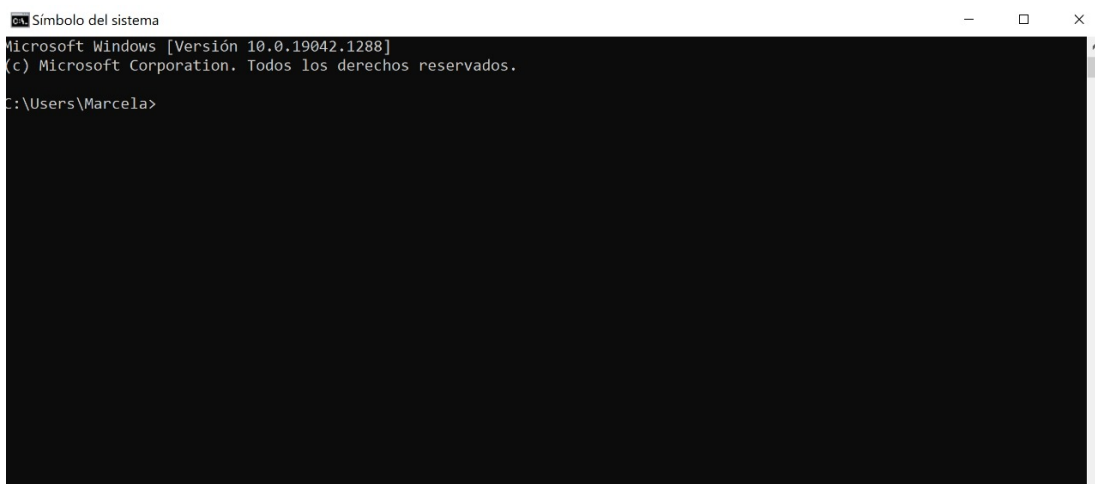 Símbolo del sistema
Microsoft Windows [Versión 10.0.19042.1288]
(c) Microsoft Corporation. Todos los derechos reservados.
C:\Users\Marcela>